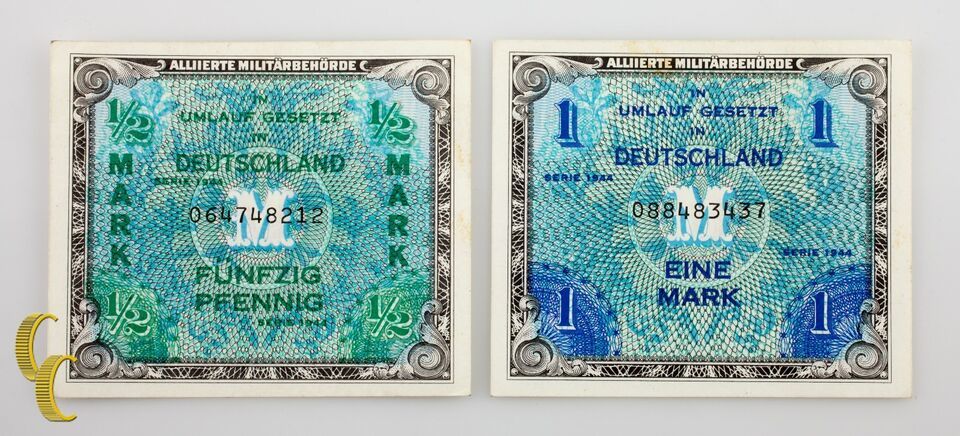 ALLIIERTE MILITÄRBEHÖRDE
1/2 1/2
IN
UMLAUF GESETZT
IN
DEUTSCHLAND
SERIE 1944
MARK MARK
M
064748212
FÜNFZIG
PFENNIG
1/2 1/2
SERIE 1944
ALLIIERTE MILITÄRBEHÖRDE
1 1
IN
UMLAUF GESETZT
IN
DEUTSCHLAND
SERIE 1944
M
088483437
SERIE 1944
EINE
MARK
1 1
CC